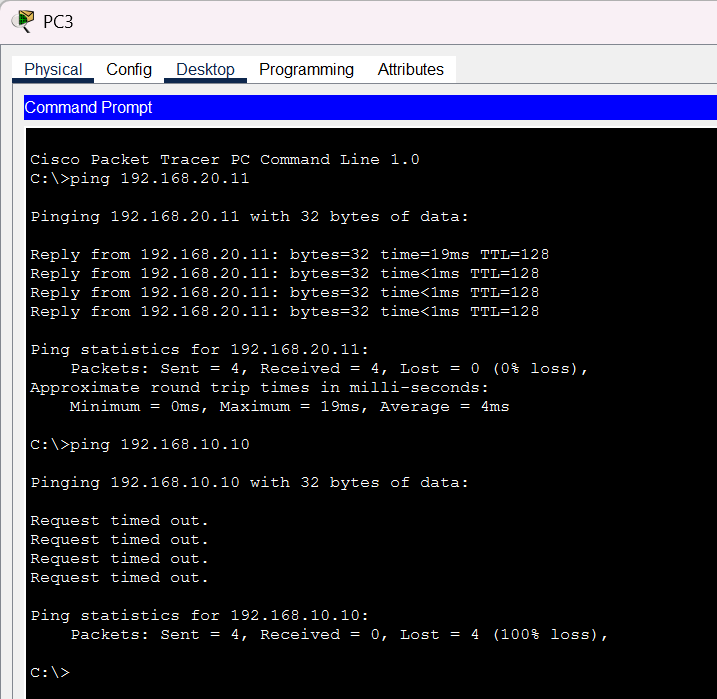 PC3
Physical Config Desktop Programming Attributes
Command Prompt
Cisco Packet Tracer PC Command Line 1.0
C:\>ping 192.168.20.11
Pinging 192.168.20.11 with 32 bytes of data:
Reply from 192.168.20.11: bytes=32 time=19ms TTL=128
Reply from 192.168.20.11: bytes=32 time<1ms TTL=128
Reply from 192.168.20.11: bytes=32 time<1ms TTL=128
Reply from 192.168.20.11: bytes=32 time<1ms TTL=128
Ping statistics for 192.168.20.11:
    Packets: Sent = 4, Received = 4, Lost = 0 (0% loss),
Approximate round trip times in milli-seconds:
    Minimum = 0ms, Maximum = 19ms, Average = 4ms
C:\>ping 192.168.10.10
Pinging 192.168.10.10 with 32 bytes of data:
Request timed out.
Request timed out.
Request timed out.
Request timed out.
Ping statistics for 192.168.10.10:
    Packets: Sent = 4, Received = 0, Lost = 4 (100% loss),
C:\>